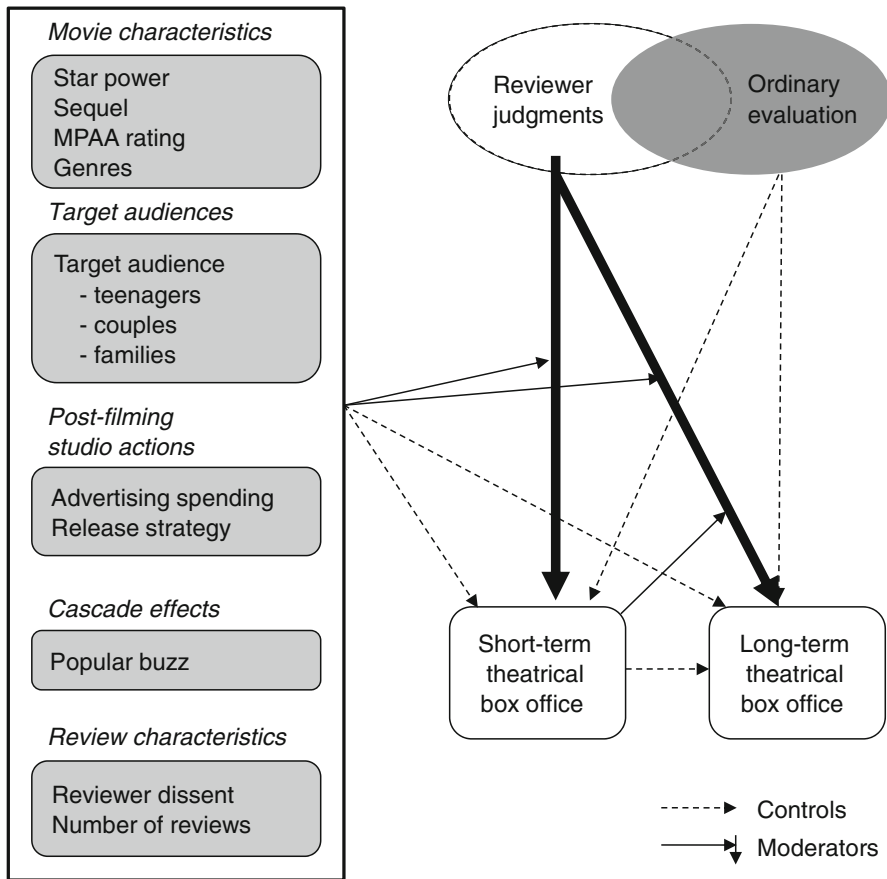 Movie characteristics
Star power
Sequel
MPAA rating
Genres
Target audiences
Target audience
- teenagers
- couples
- families
Post-filming
studio actions
Advertising spending
Release strategy
Cascade effects
Popular buzz
Review characteristics
Reviewer dissent
Number of reviews
Reviewer
judgments
Ordinary
evaluation
Short-term
theatrical
box office
Long-term
theatrical
box office
Controls
Moderators